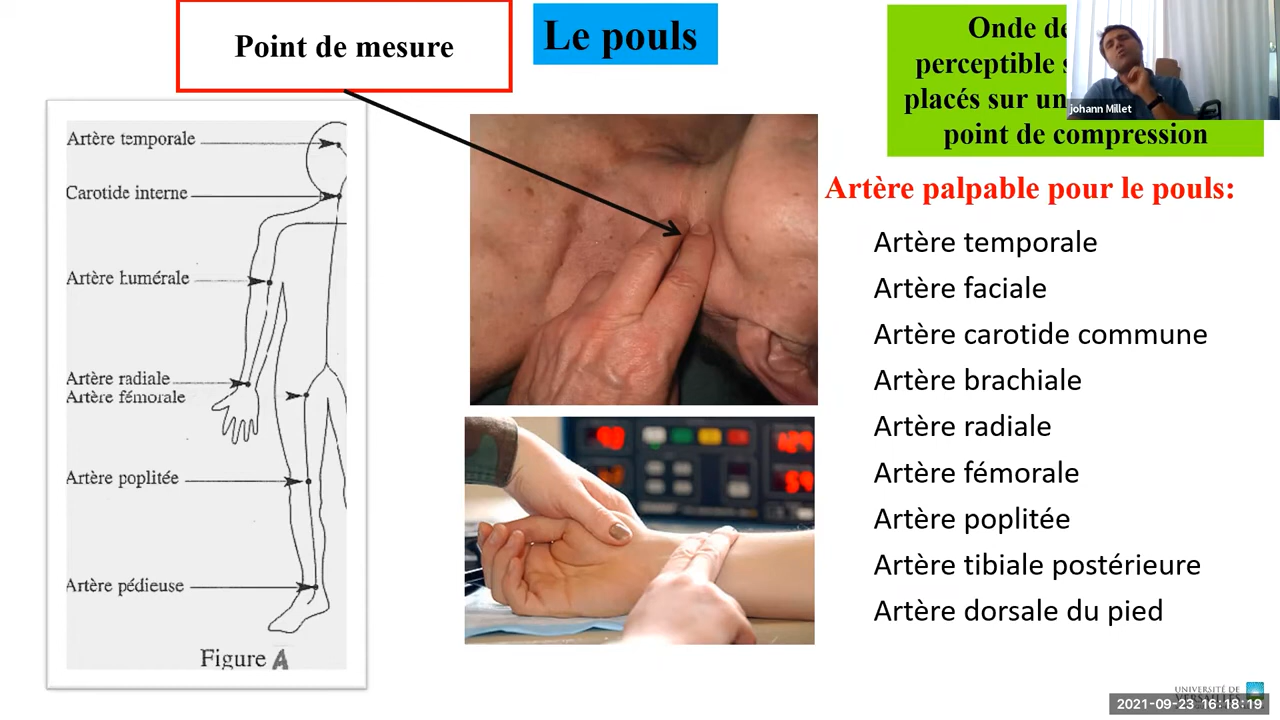 Point de mesure
Le pouls
Onde de
perceptible
placés sur un
point de compression
johann Millet
Artère temporale
Carotide interne
Artère humérale
Artère radiale
Artère fémorale
Artère poplitée
Artère pédieuse
Figure A
Artère palpable pour le pouls:
Artère temporale
Artère faciale
Artère carotide commune
Artère brachiale
Artère radiale
Artère fémorale
Artère poplitée
Artère tibiale postérieure
Artère dorsale du pied
UNIVERSITÉ DE
VERSAILLES
2021-09-23 16:18:19